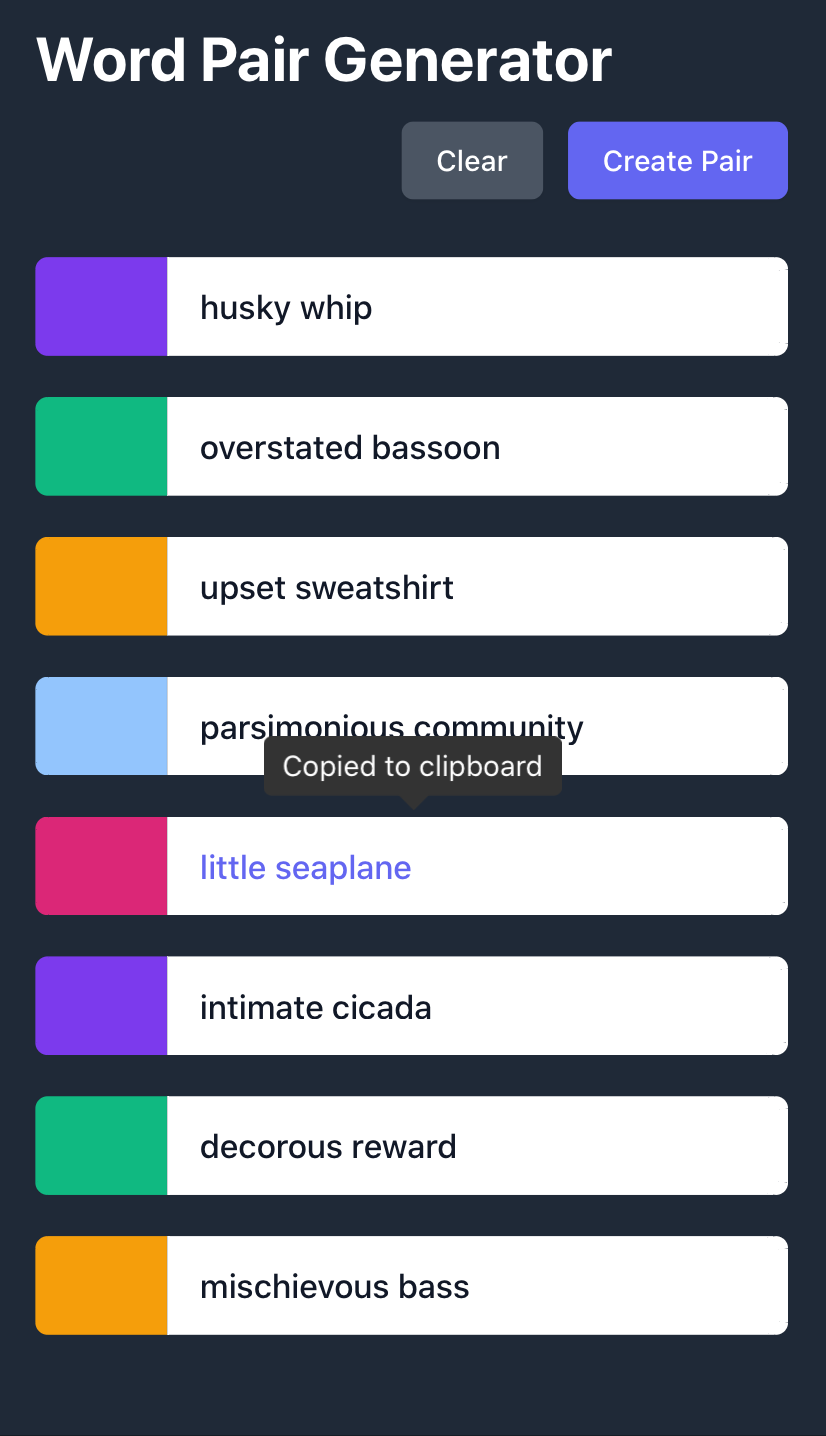 Word Pair Generator
Clear
Create Pair
husky whip
overstated bassoon
upset sweatshirt
parsimonious community
Copied to clipboard
little seaplane
intimate cicada
decorous reward
mischievous bass